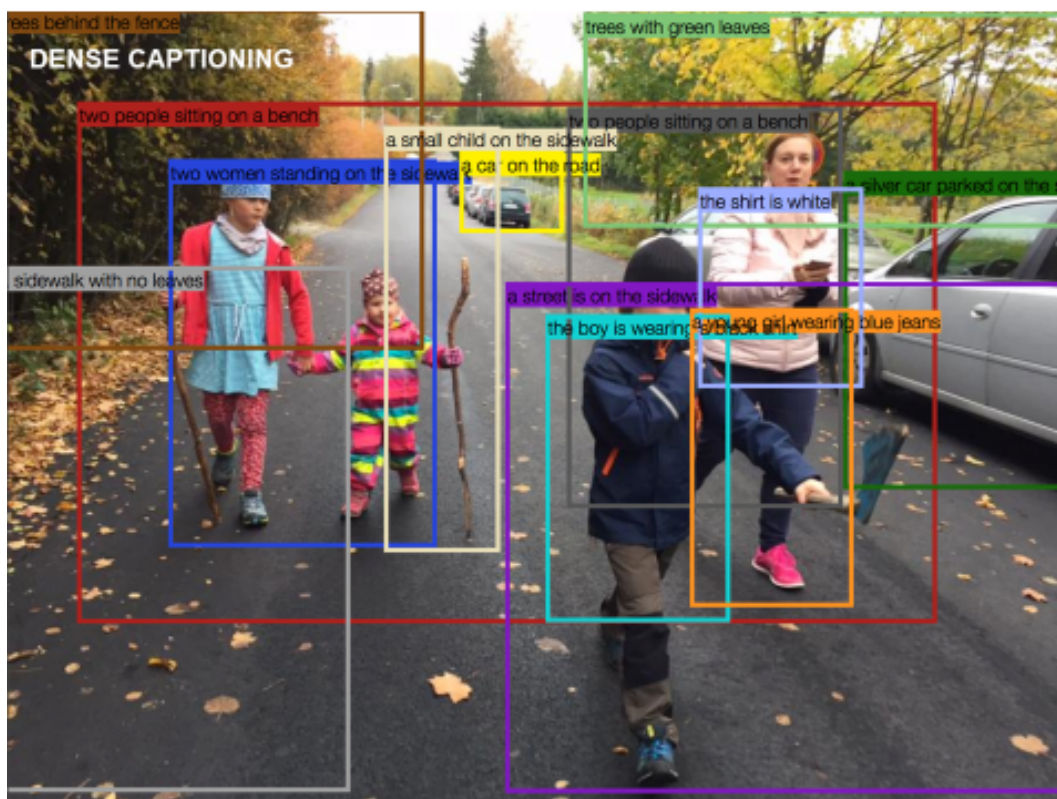 trees behind the fence
trees with green leaves
DENSE CAPTIONING
two people sitting on a bench
two people sitting on a bench
a small child on the sidewalk
a car on the road
two women standing on the sidewa
a silver car parked on the
the shirt is white
sidewalk with no leaves
a street is on the sidewalk
the boy is wearing a black shirt
a young girl wearing blue jeans